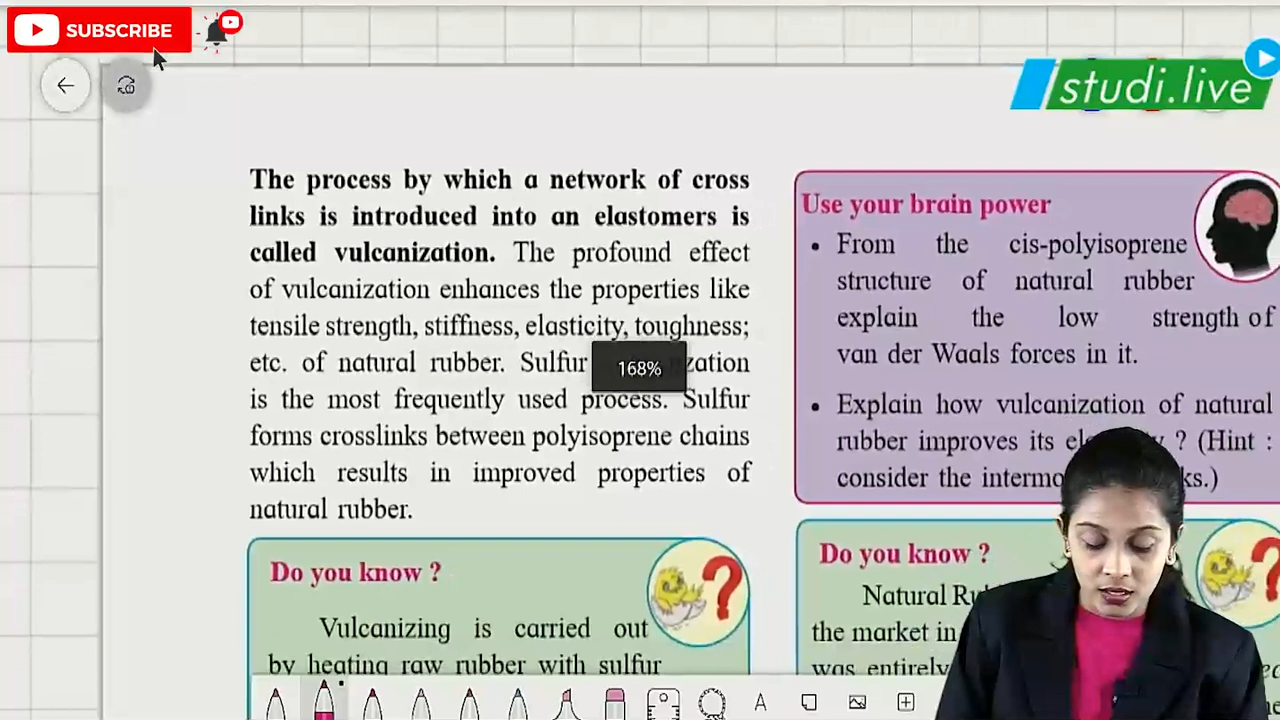 SUBSCRIBE
studi.live
The process by which a network of cross
links is introduced into an elastomers is
called vulcanization. The profound effect
of vulcanization enhances the properties like
tensile strength, stiffness, elasticity, toughness;
etc. of natural rubber. Sulfur
is the most frequently used process. Sulfur
forms crosslinks between polyisoprene chains
which results in improved properties of
natural rubber.
168%
Do you know ?
Vulcanizing is carried out
by heating raw rubber with sulfur
Use your brain power
• From the cis-polyisoprene
structure of natural rubber
explain the low strength of
van der Waals forces in it.
• Explain how vulcanization of natural
rubber improves its ? (Hint :
consider the
Do you know ?
Natural
the market in
was entirely
A